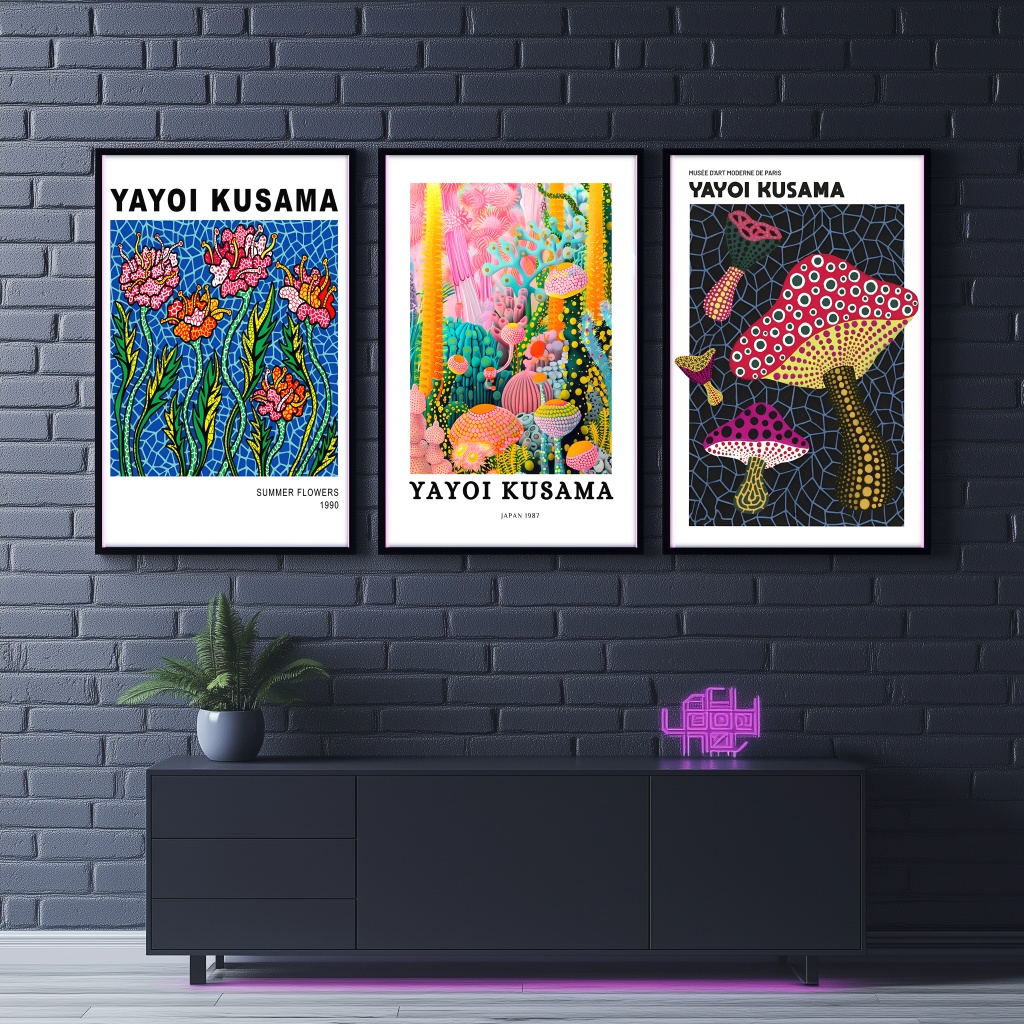 YAYOI KUSAMA
SUMMER FLOWERS
1990
YAYOI KUSAMA
JAPAN 1987
MUSÉE D'ART MODERNE DE PARIS
YAYOI KUSAMA